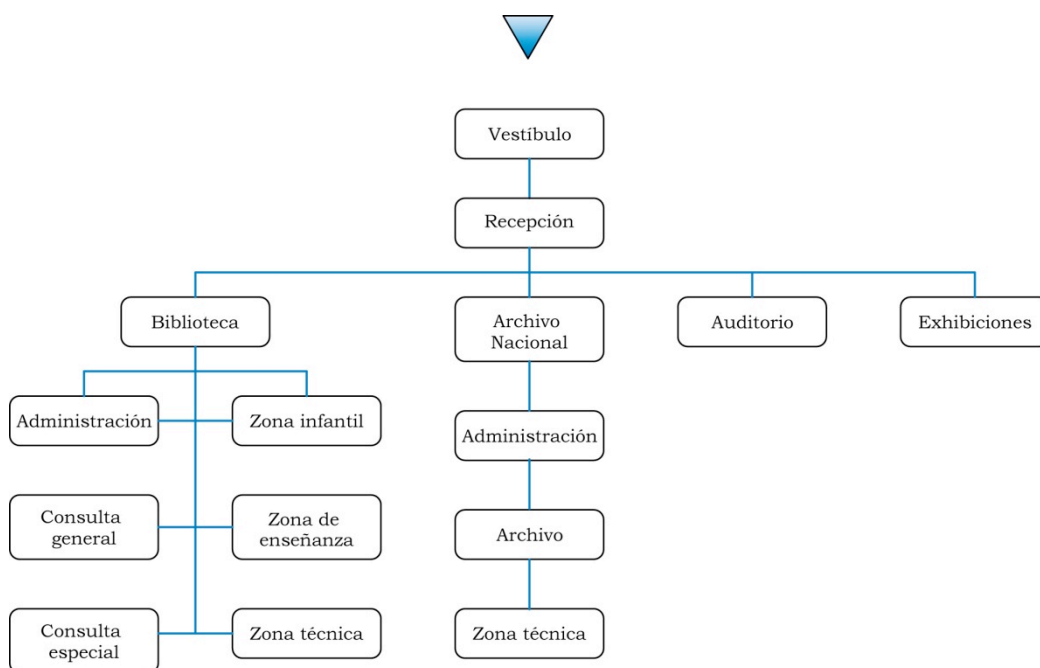 Vestíbulo
Recepción
Biblioteca
Archivo
Nacional
Auditorio
Exhibiciones
Administración
Zona infantil
Administración
Consulta
general
Zona de
enseñanza
Archivo
Consulta
especial
Zona técnica
Zona técnica